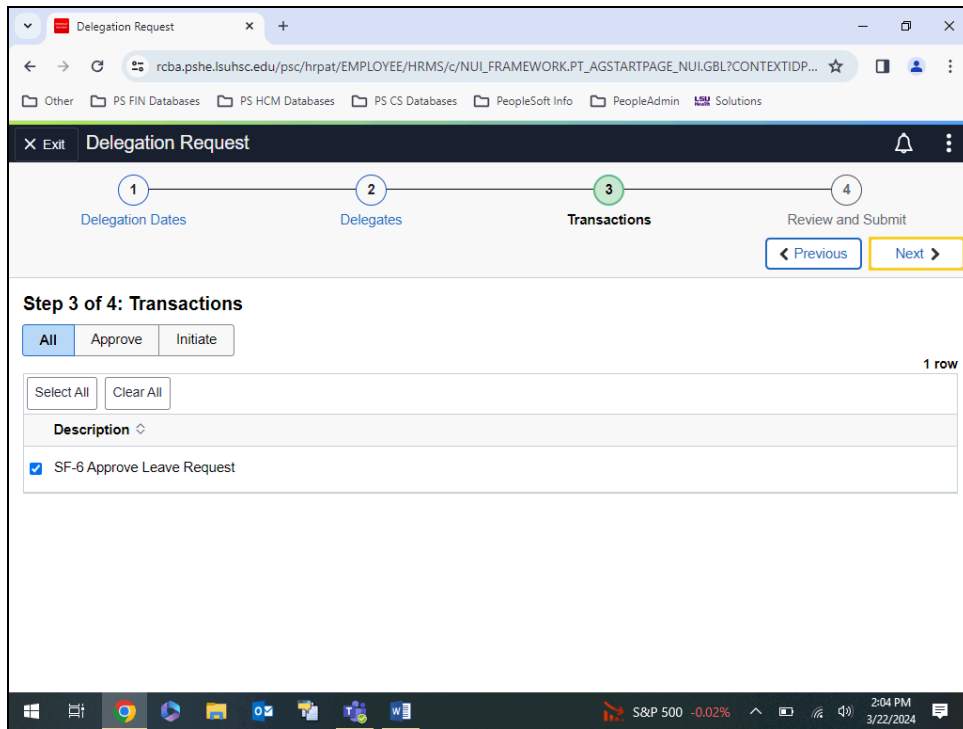 Delegation Request
rcba.pshe.lsuhsc.edu/psc/hrpat/EMPLOYEE/HRMS/c/NUI_FRAMEWORK.PT_AGSTARTPAGE_NUI.GBL?CONTEXTIDP...
Other PS FIN Databases PS HCM Databases PS CS Databases PeopleSoft Info PeopleAdmin LSU Health Solutions
Exit Delegation Request
1 2 3 4
Delegation Dates Delegates Transactions Review and Submit
Previous Next
Step 3 of 4: Transactions
All Approve Initiate
1 row
Select All Clear All
Description
SF-6 Approve Leave Request
S&P 500 -0.02% 2:04 PM
3/22/2024